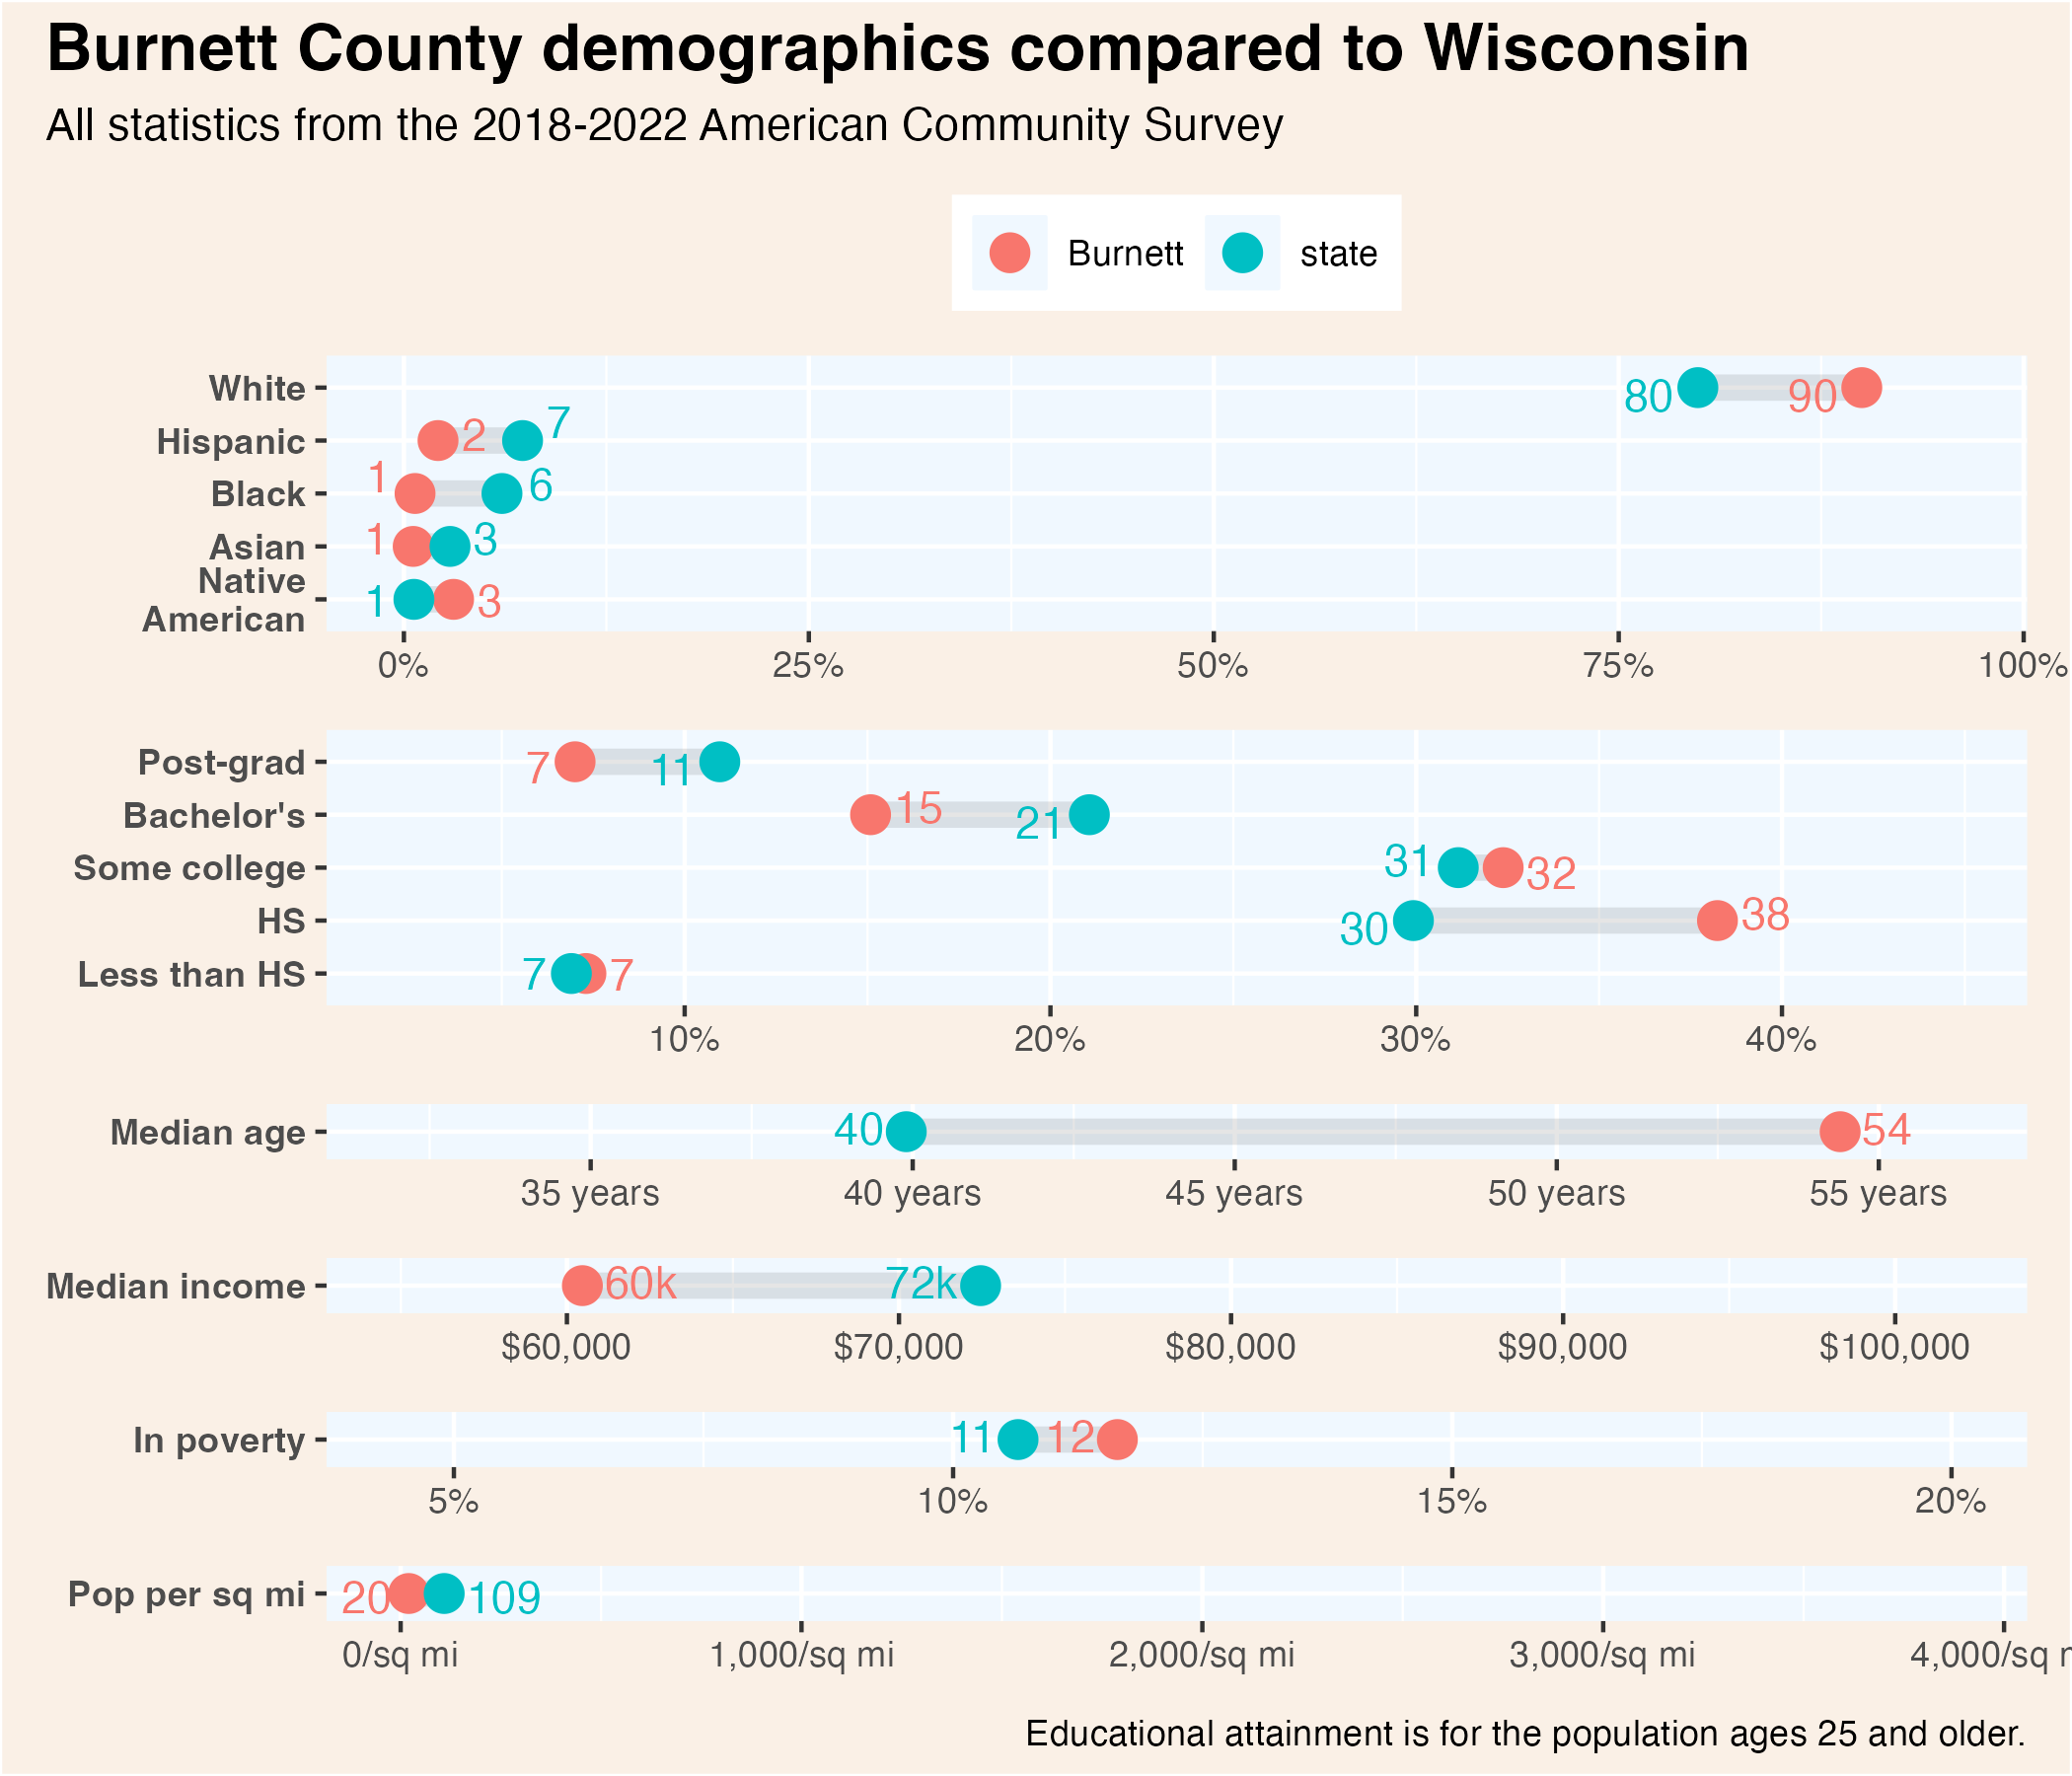 Burnett County demographics compared to Wisconsin
All statistics from the 2018-2022 American Community Survey
Burnett state
White 80 90
Hispanic 2 7
Black 1 6
Asian 1 3
Native
American 1 3
0% 25% 50% 75% 100%
Post-grad 7 11
Bachelor's 15 21
Some college 31 32
HS 30 38
Less than HS 7 7
10% 20% 30% 40%
Median age 40 54
35 years 40 years 45 years 50 years 55 years
Median income 60k 72k
$60,000 $70,000 $80,000 $90,000 $100,000
In poverty 11 12
5% 10% 15% 20%
Pop per sq mi 20 109
0/sq mi 1,000/sq mi 2,000/sq mi 3,000/sq mi 4,000/sq
Educational attainment is for the population ages 25 and older.